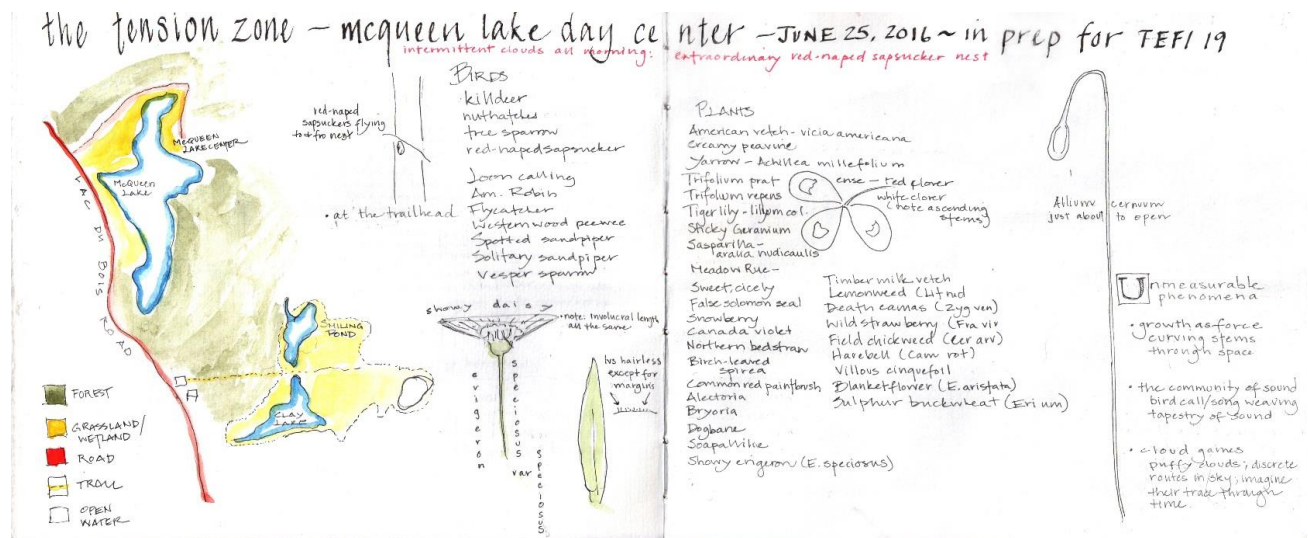 the tension zone – mcqueen lake day center – JUNE 25, 2016 ~ in prep for TEFI 19
intermittent clouds all morning: extraordinary red-naped sapsucker nest
McQUEEN
LAKE CENTER
McQueen
Lake
LAC DU BOIS ROAD
SMILING
POND
CLAY
LAKE
FOREST
GRASSLAND/
WETLAND
ROAD
TRAIL
OPEN
WATER
red-naped
sapsuckers flying
to & fro nest
• at the trailhead
BIRDS
killdeer
nuthatches
tree sparrow
red-naped sapsucker
Loon calling
Am. Robin
Flycatcher
Western wood peewee
Spotted sandpiper
Solitary sandpiper
Vesper sparrow
showy daisy
• note: involucral length
all the same
erigeron
speciosus
var
speciosus
lvs hairless
except for
margins
PLANTS
American vetch – vicia americana
Creamy peavine
Yarrow – Achillea millefolium
Trifolium pratense – red clover
Trifolium repens white clover
(note ascending
stems)
Tiger lily – lilium col.
Sticky Geranium
Sasparilla –
aralia nudicaulis
Meadow Rue –
Sweet, cicely
False solomon seal
Snowberry
Canada violet
Northern bedstraw
Birch-leaved
spirea
Common red paintbrush
Alectoria
Bryoria
Dogbane
Soapallilie
Showy erigeron (E. speciosus)
Timber milk vetch
Lemonweed (Lit rud
Death camas (Zyg ven)
Wild strawberry (Fra vir
Field chickweed (Cer arv)
Harebell (Cam rot)
Villous cinquefoil
Blanketflower (E. aristata)
Sulphur buckwheat (Eri um)
Allium cernum
just about to open
Unmeasurable
phenomena
• growth as force
curving stems
through space
• the community of sound
bird call/song weaving
tapestry of sound
• cloud games
puffy clouds; discrete
routes in sky; imagine
their trace through
time.